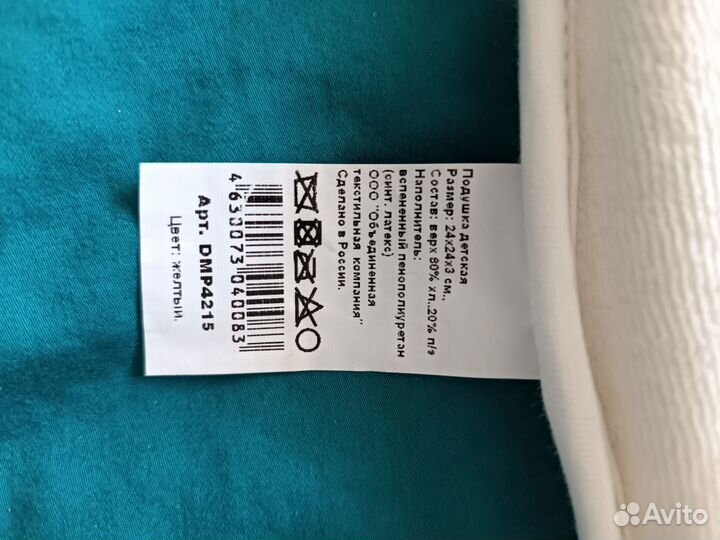 Подушка детская
Размер: 24х24х3 см.,
Состав: верх 80% хл.,20% п/э
Наполнитель:
вспененный пенополиуретан
(синт. латекс)
ООО "Объединенная
текстильная компания"
Сделано в России.
4 630073 040083
Арт. DMP4215
Цвет: желтый.
Avito